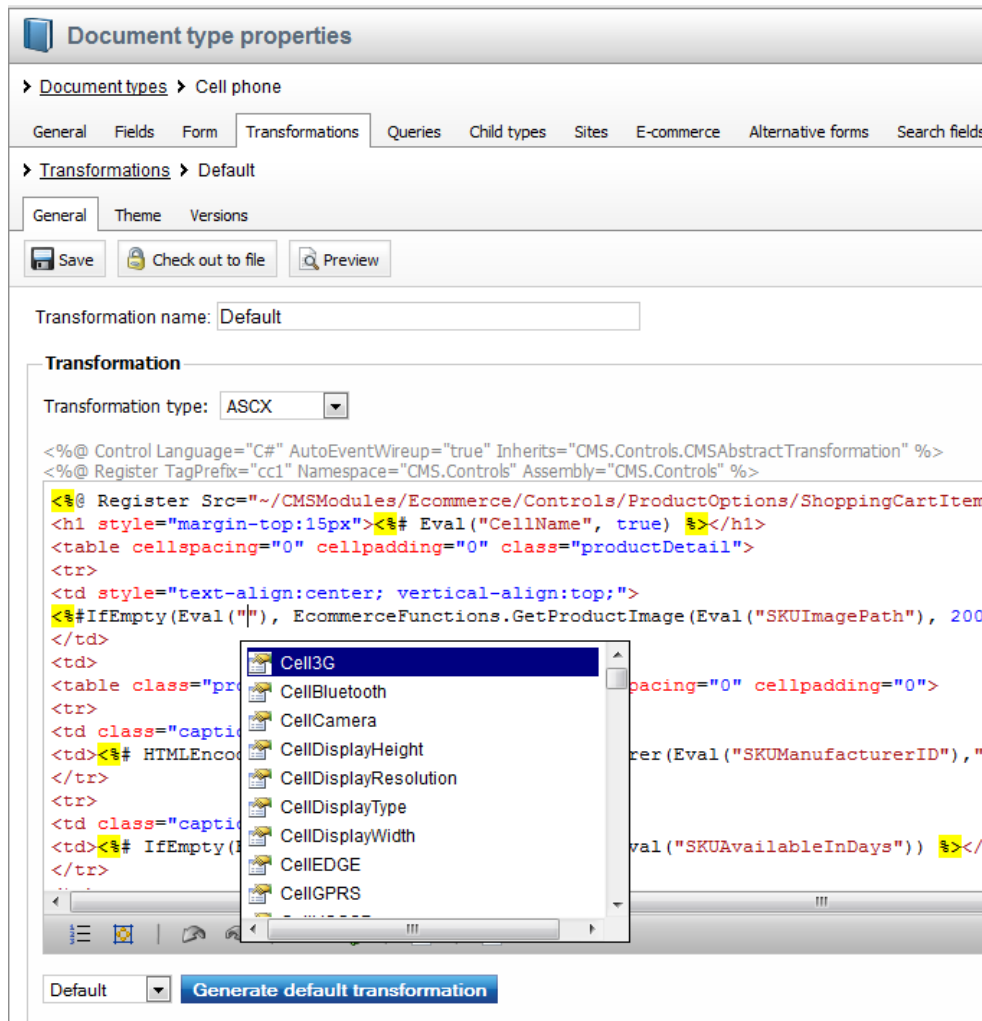 Document type properties
Document types Cell phone
General Fields Form Transformations Queries Child types Sites E-commerce Alternative forms Search fields
Transformations Default
General Theme Versions
Save Check out to file Preview
Transformation name: Default
Transformation
Transformation type: ASCX
<%@ Control Language="C#" AutoEventWireup="true" Inherits="CMS.Controls.CMSAbstractTransformation" %>
<%@ Register TagPrefix="cc1" Namespace="CMS.Controls" Assembly="CMS.Controls" %>
<%@ Register Src="~/CMSModules/Ecommerce/Controls/ProductOptions/ShoppingCartItem
<h1 style="margin-top:15px"><%# Eval("CellName", true) %></h1>
<table cellspacing="0" cellpadding="0" class="productDetail">
<tr>
<td style="text-align:center; vertical-align:top;">
<%#IfEmpty(Eval(""), EcommerceFunctions.GetProductImage(Eval("SKUImagePath"), 200
</td>
<td> Cell3G
<table class="pro CellBluetooth pacing="0" cellpadding="0">
<tr> CellCamera
<td class="captio CellDisplayHeight
<td><%# HTMLEncod CellDisplayResolution rer(Eval("SKUManufacturerID"),"
</tr>
<tr> CellDisplayType
<td class="captio CellDisplayWidth
<td><%# IfEmpty( CellEDGE val("SKUAvailableInDays")) %></
</tr> CellGPRS
Default Generate default transformation